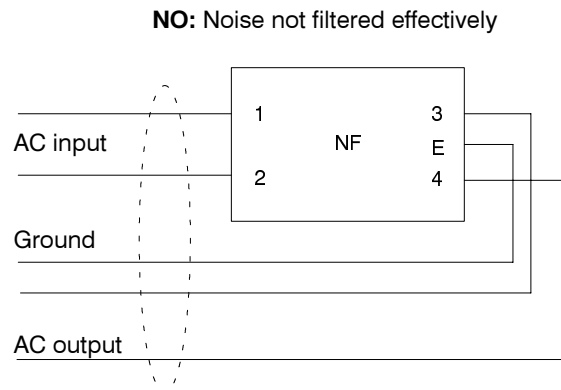 NO: Noise not filtered effectively
1 3
AC input NF E
2 4
Ground
AC output